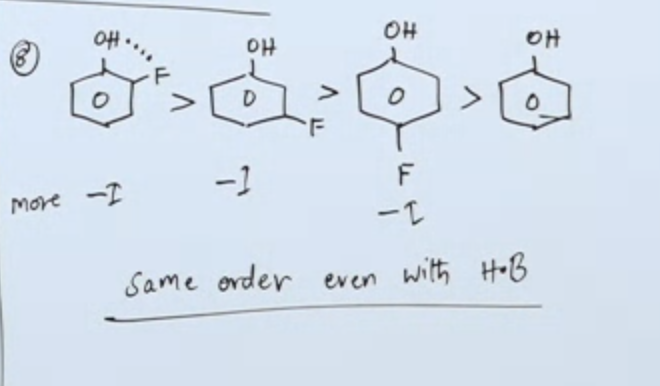 ⑧ OH OH OH OH
F > F > F >
more -I -I -I
Same order even with H·B